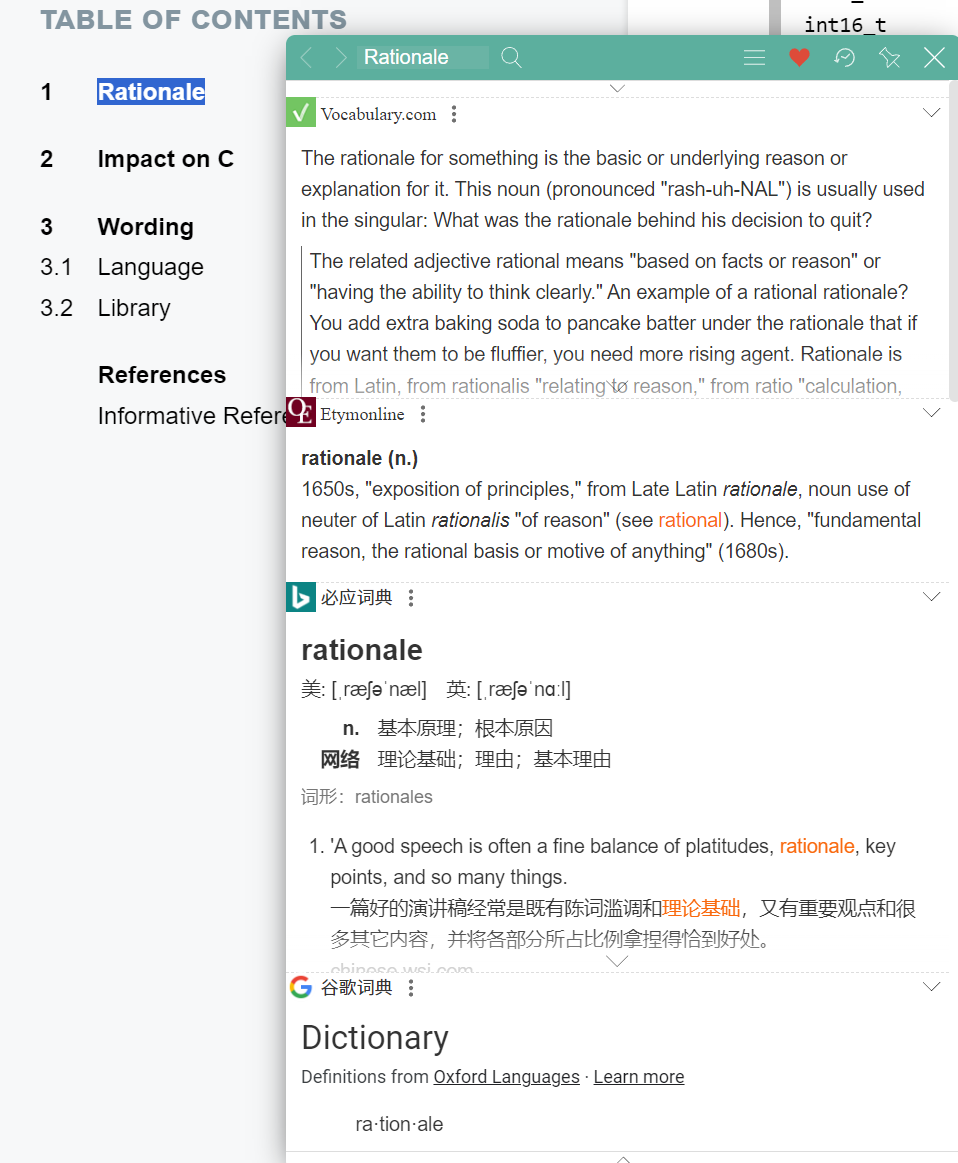 TABLE OF CONTENTS
int16_t
1 Rationale
2 Impact on C
3 Wording
3.1 Language
3.2 Library
References
Informative Refere
Rationale
Vocabulary.com
The rationale for something is the basic or underlying reason or
explanation for it. This noun (pronounced "rash-uh-NAL") is usually used
in the singular: What was the rationale behind his decision to quit?
The related adjective rational means "based on facts or reason" or
"having the ability to think clearly." An example of a rational rationale?
You add extra baking soda to pancake batter under the rationale that if
you want them to be fluffier, you need more rising agent. Rationale is
from Latin, from rationalis "relating to reason," from ratio "calculation,
OE Etymonline
rationale (n.)
1650s, "exposition of principles," from Late Latin rationale, noun use of
neuter of Latin rationalis "of reason" (see rational). Hence, "fundamental
reason, the rational basis or motive of anything" (1680s).
必应词典
rationale
美: [ˌræʃəˈnæl] 英: [ˌræʃəˈnɑːl]
n. 基本原理；根本原因
网络 理论基础；理由；基本理由
词形：rationales
1. 'A good speech is often a fine balance of platitudes, rationale, key
points, and so many things.
一篇好的演讲稿经常是既有陈词滥调和理论基础，又有重要观点和很
多其它内容，并将各部分所占比例拿捏得恰到好处。
chinese.wsj.com
G 谷歌词典
Dictionary
Definitions from Oxford Languages · Learn more
ra·tion·ale